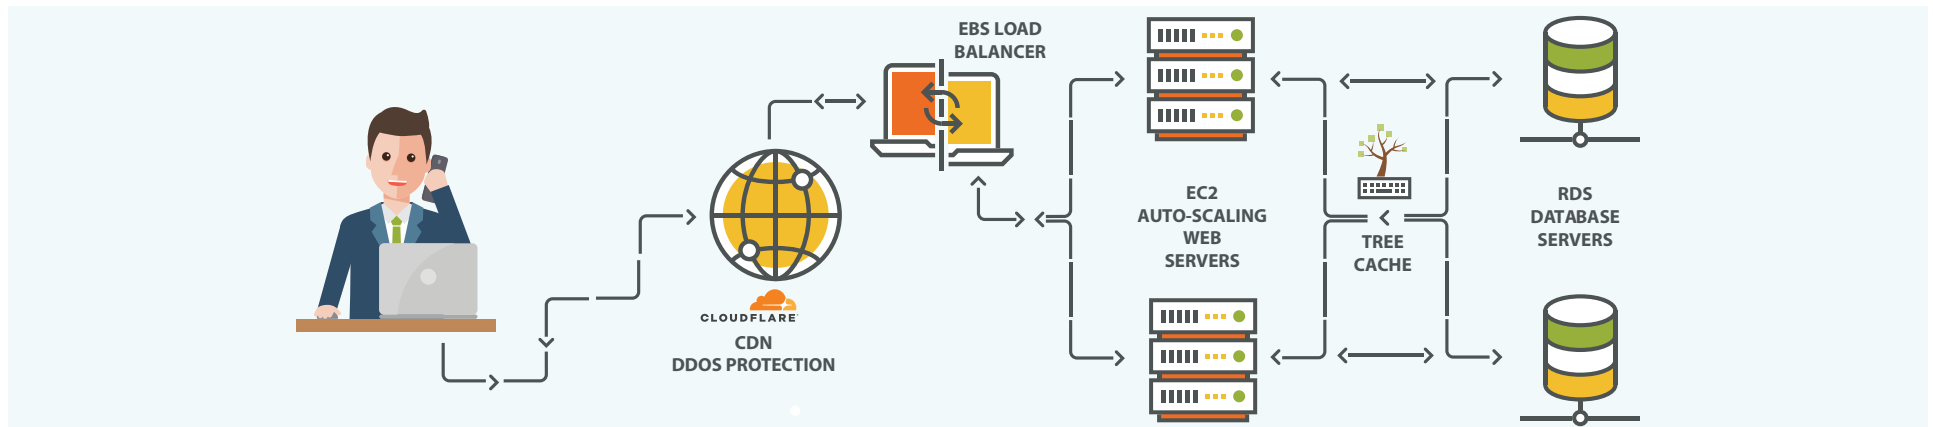 EBS LOAD
BALANCER
CLOUDFLARE
CDN
DDOS PROTECTION
EC2
AUTO-SCALING
WEB
SERVERS
TREE
CACHE
RDS
DATABASE
SERVERS